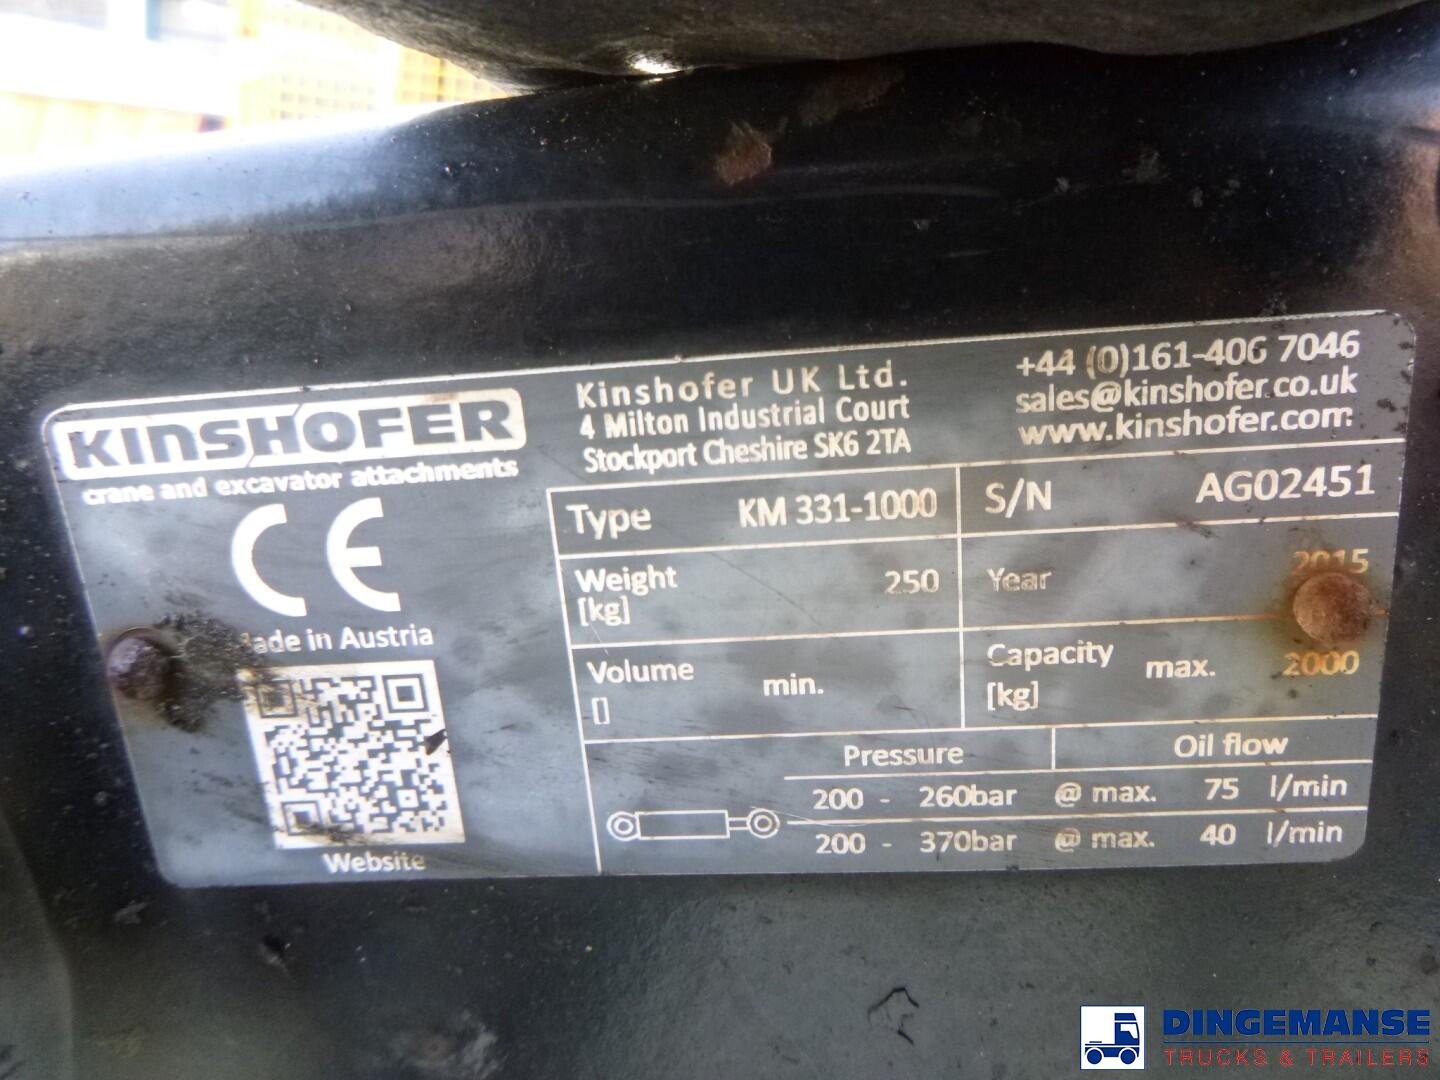 KINSHOFER
crane and excavator attachments
Kinshofer UK Ltd.
4 Milton Industrial Court
Stockport Cheshire SK6 2TA
+44 (0)161-406 7046
sales@kinshofer.co.uk
www.kinshofer.com
CE
Made in Austria
Website
Type KM 331-1000
S/N AG02451
Weight [kg] 250
Year 2015
Volume [] min.
Capacity [kg] max. 2000
Pressure Oil flow
200 - 260bar @ max. 75 l/min
200 - 370bar @ max. 40 l/min
DINGEMANSE
TRUCKS & TRAILERS